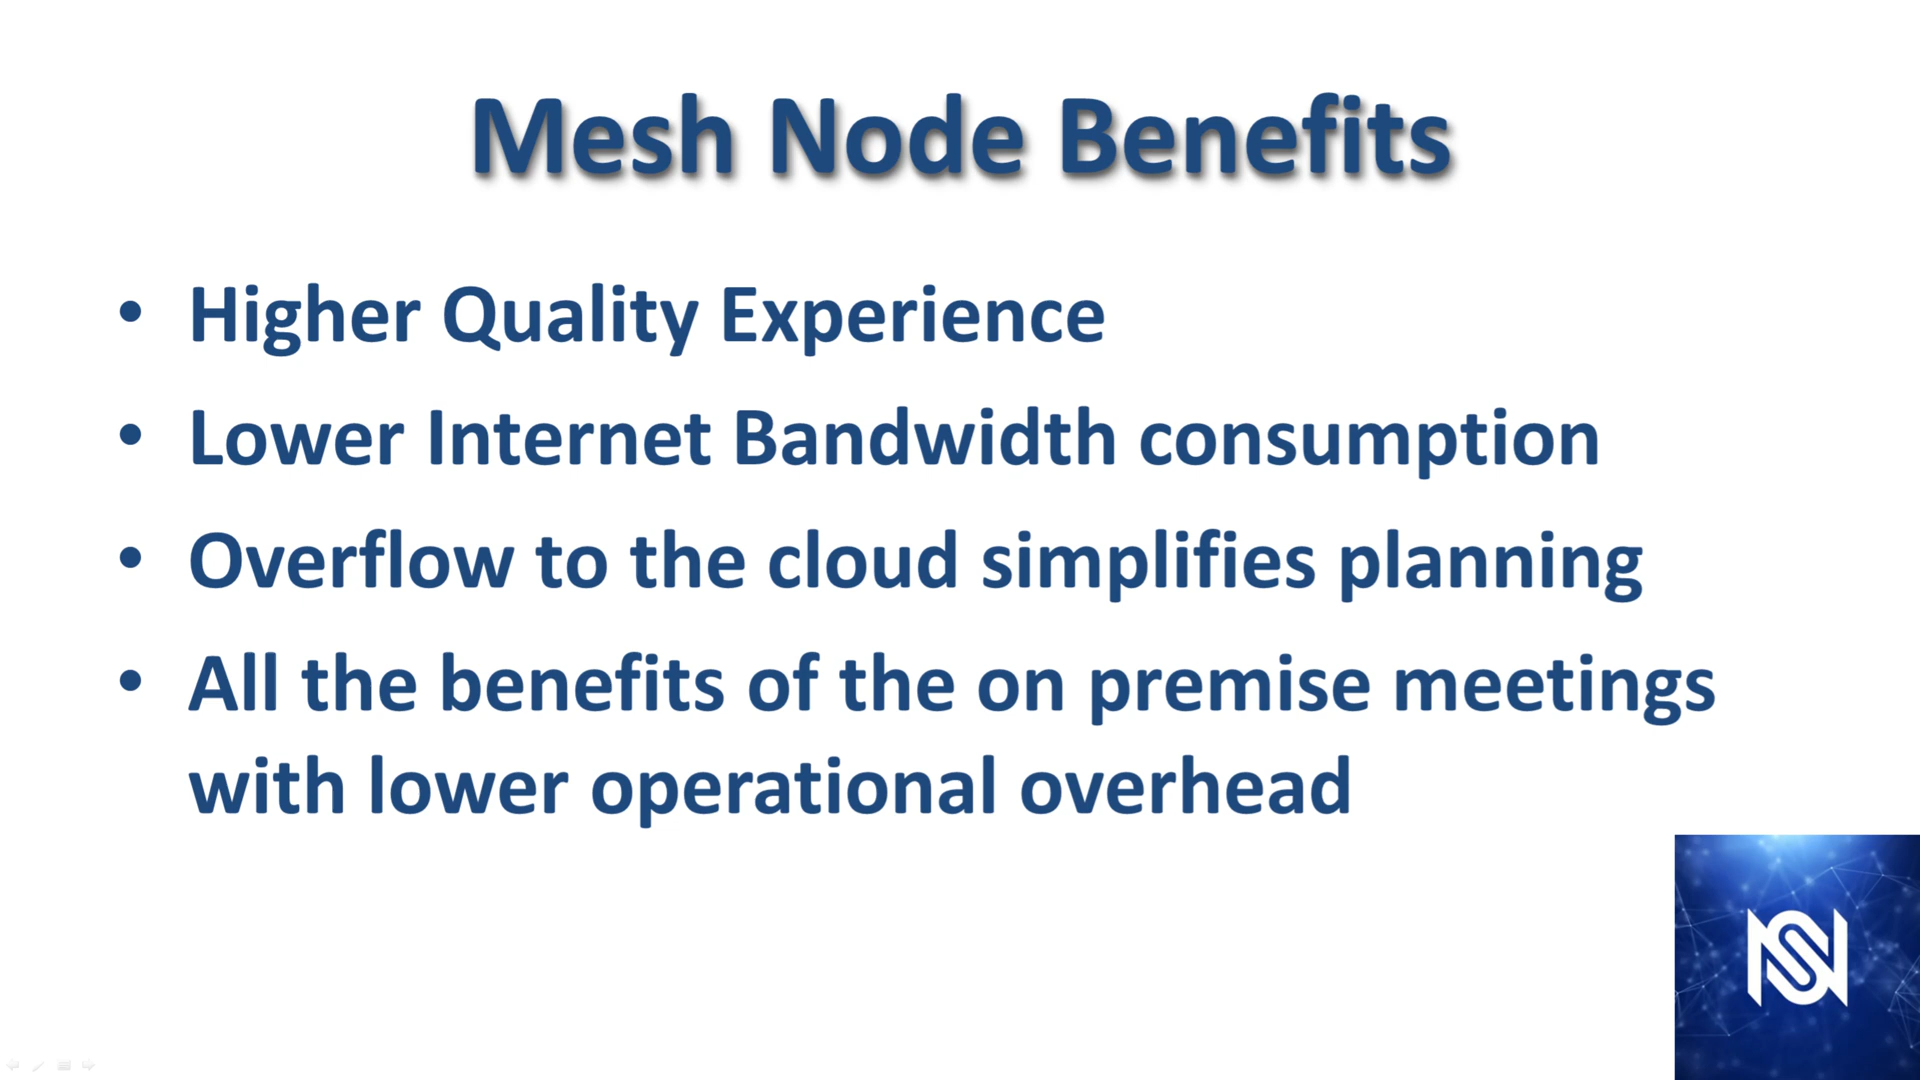 Mesh Node Benefits
• Higher Quality Experience
• Lower Internet Bandwidth consumption
• Overflow to the cloud simplifies planning
• All the benefits of the on premise meetings
with lower operational overhead
NS